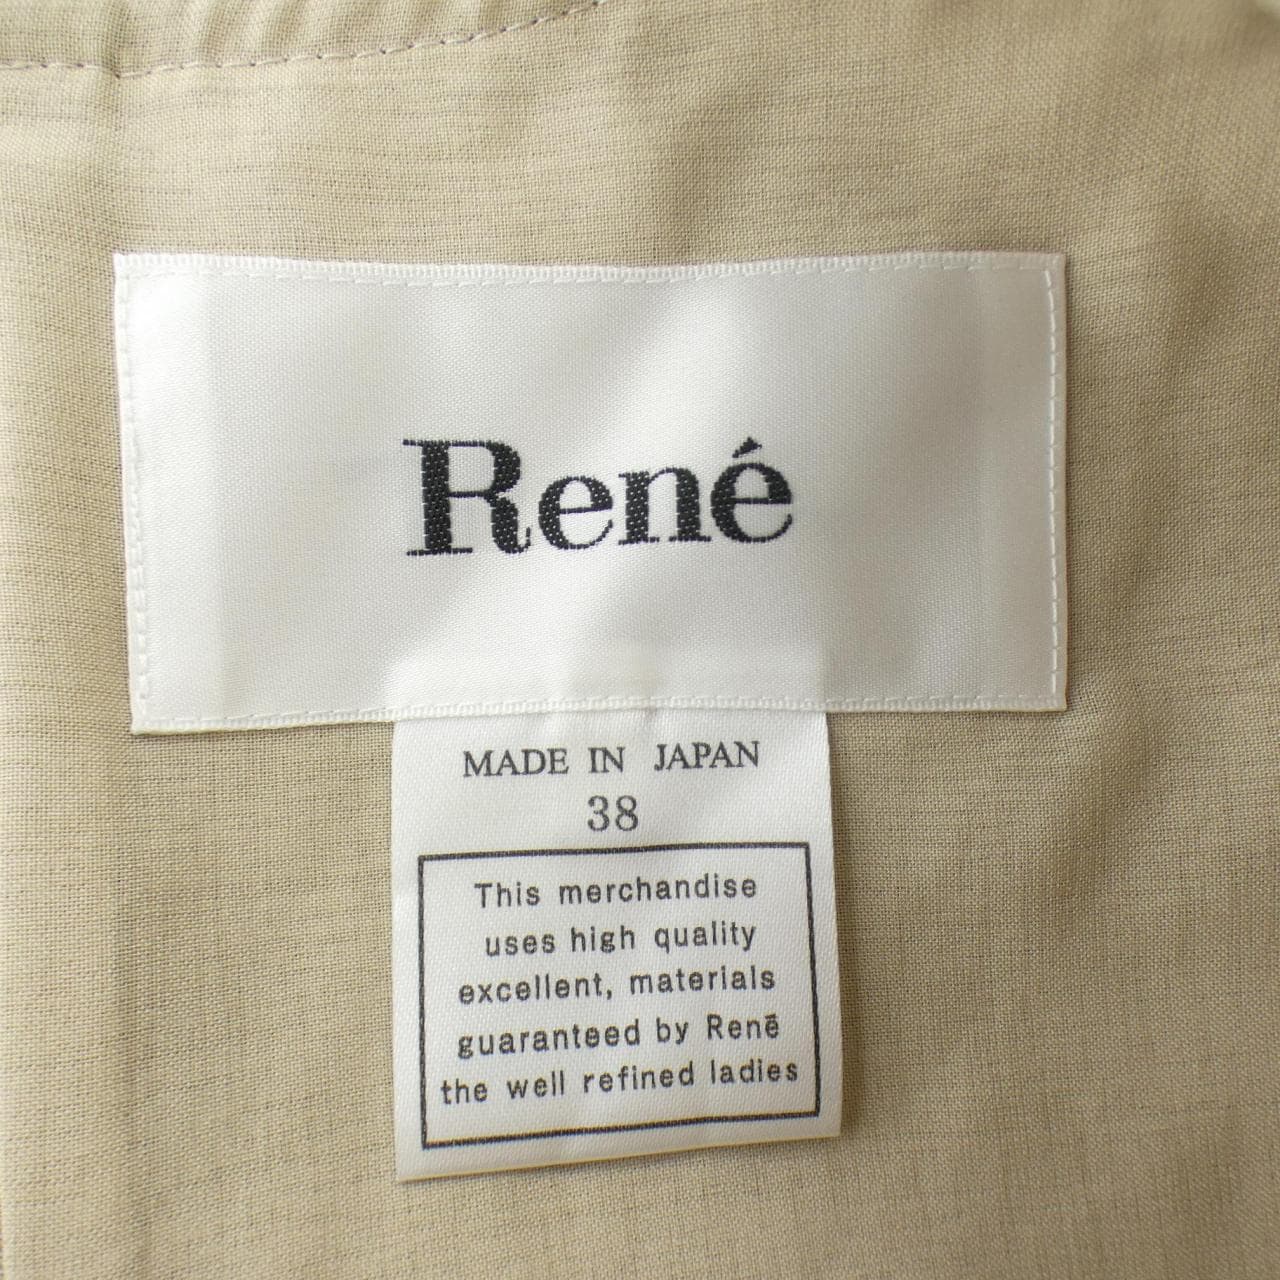 René
MADE IN JAPAN
38
This merchandise
uses high quality
excellent, materials
guaranteed by Renē
the well refined ladies